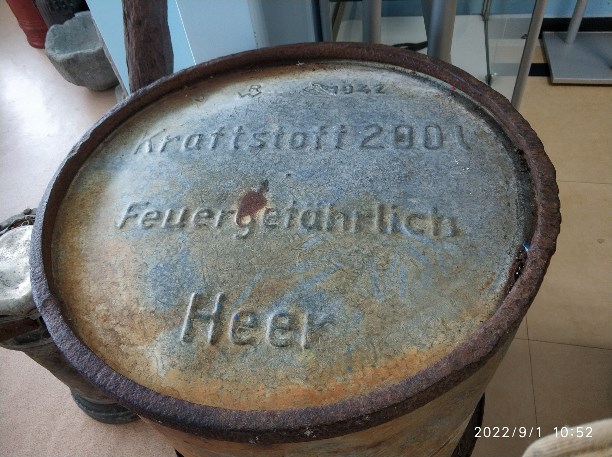 1942
Kraftstoff 200 l
Feuergefährlich
Heer
2022/9/1 10:52